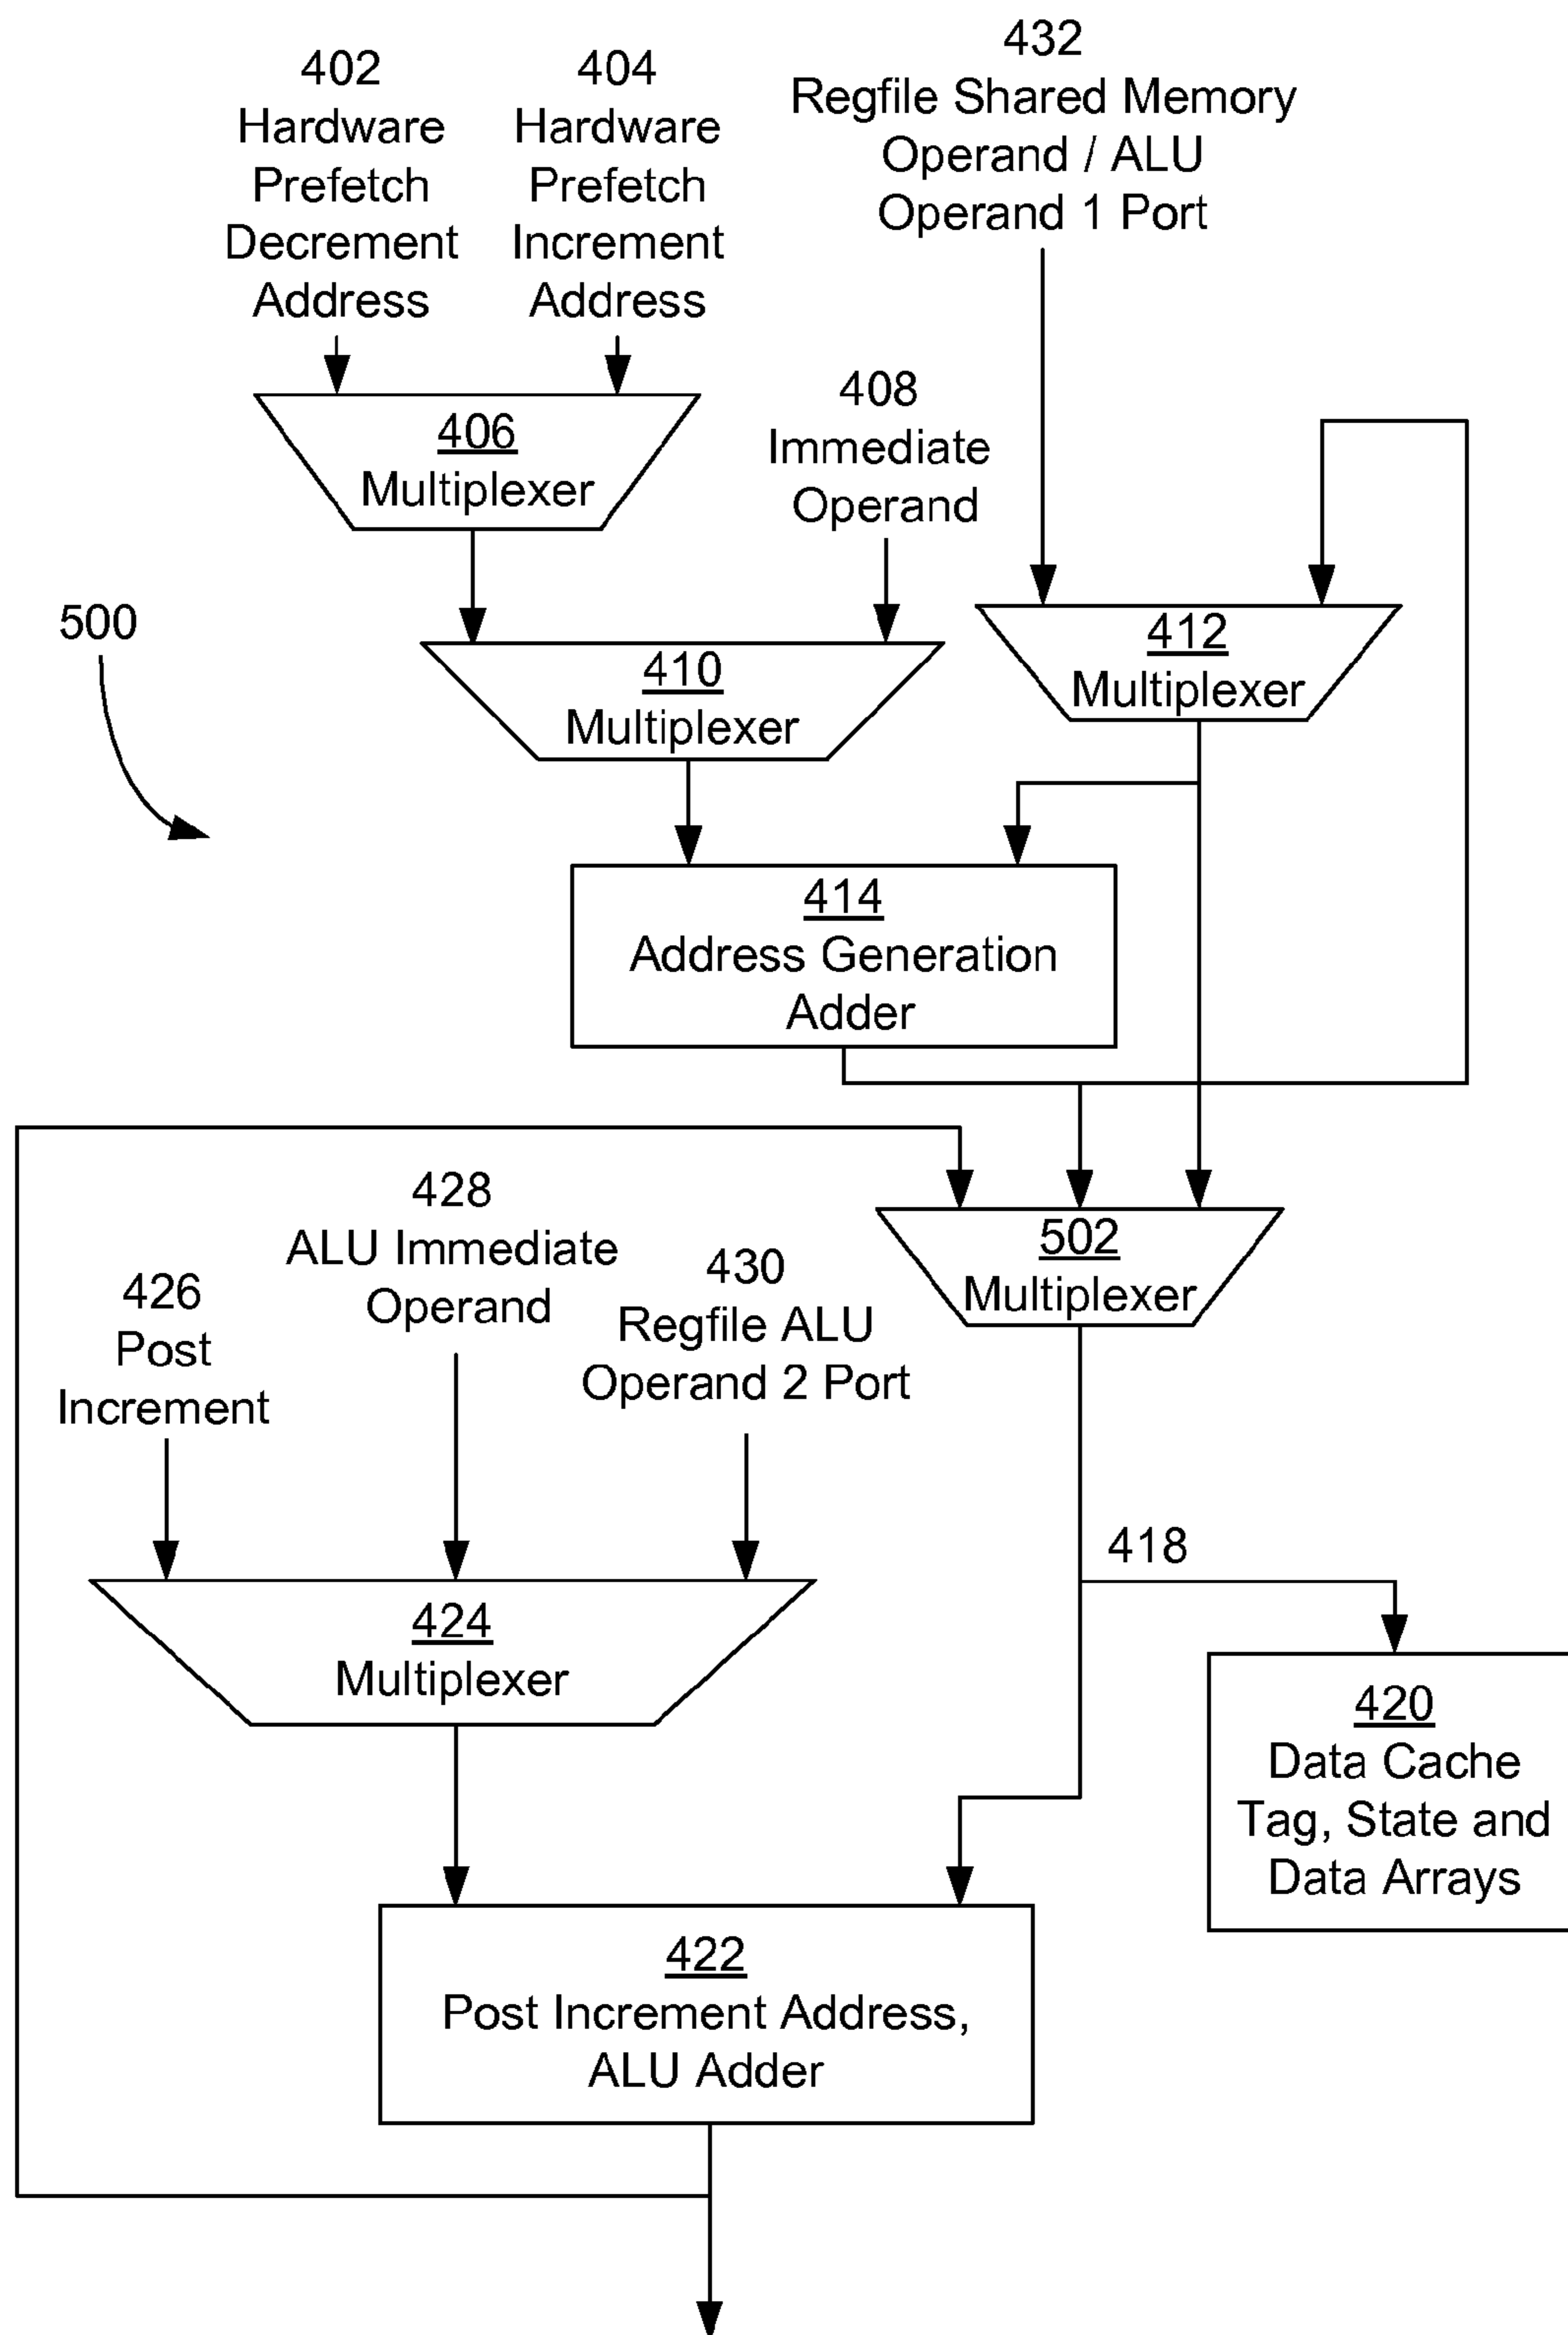 402
Hardware
Prefetch
Decrement
Address
404
Hardware
Prefetch
Increment
Address
432
Regfile Shared Memory
Operand / ALU
Operand 1 Port
406
Multiplexer
408
Immediate
Operand
500
410
Multiplexer
412
Multiplexer
414
Address Generation
Adder
428
ALU Immediate
Operand
426
Post
Increment
430
Regfile ALU
Operand 2 Port
502
Multiplexer
418
424
Multiplexer
420
Data Cache
Tag, State and
Data Arrays
422
Post Increment Address,
ALU Adder